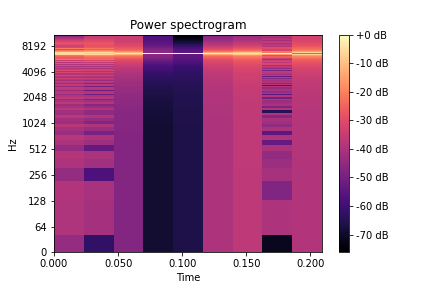 Power spectrogram
8192
4096
2048
1024
512
256
128
64
0
Hz
0.000 0.050 0.100 0.150 0.200
Time
+0 dB
-10 dB
-20 dB
-30 dB
-40 dB
-50 dB
-60 dB
-70 dB